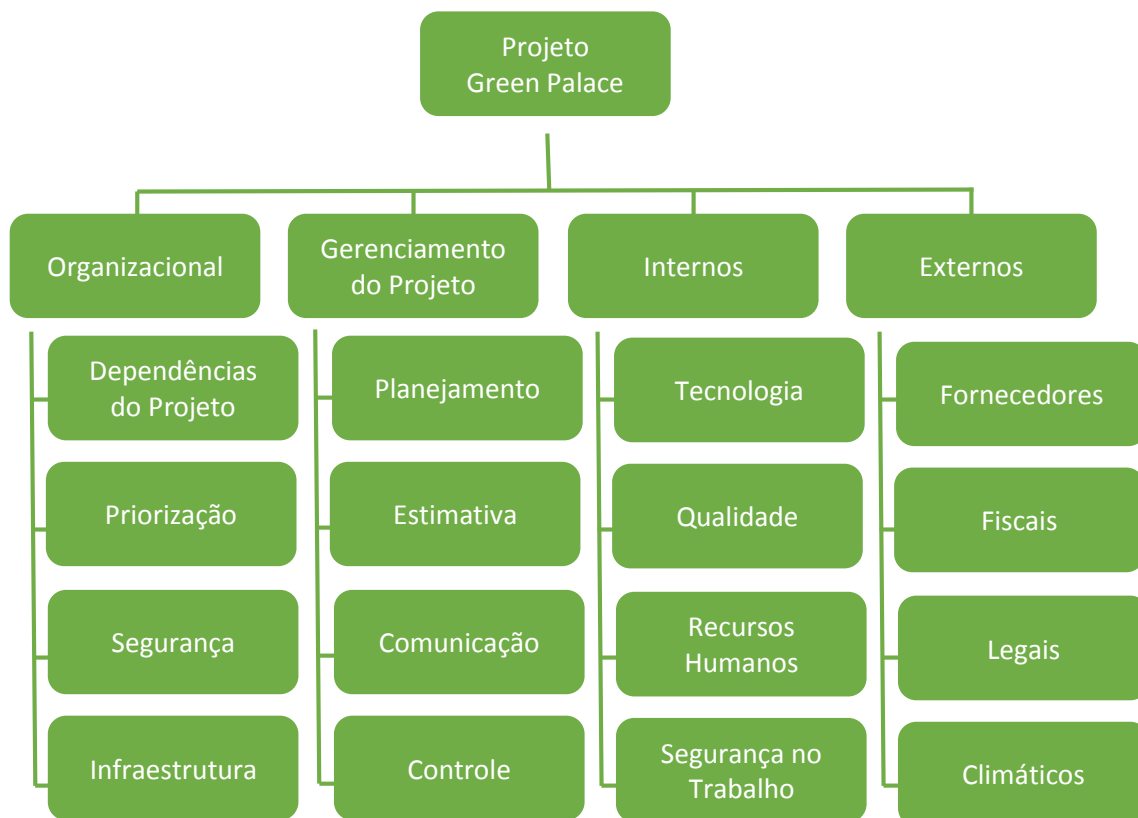 Projeto
Green Palace
Organizacional
Gerenciamento
do Projeto
Internos
Externos
Dependências
do Projeto
Planejamento
Tecnologia
Fornecedores
Priorização
Estimativa
Qualidade
Fiscais
Segurança
Comunicação
Recursos
Humanos
Legais
Infraestrutura
Controle
Segurança no
Trabalho
Climáticos